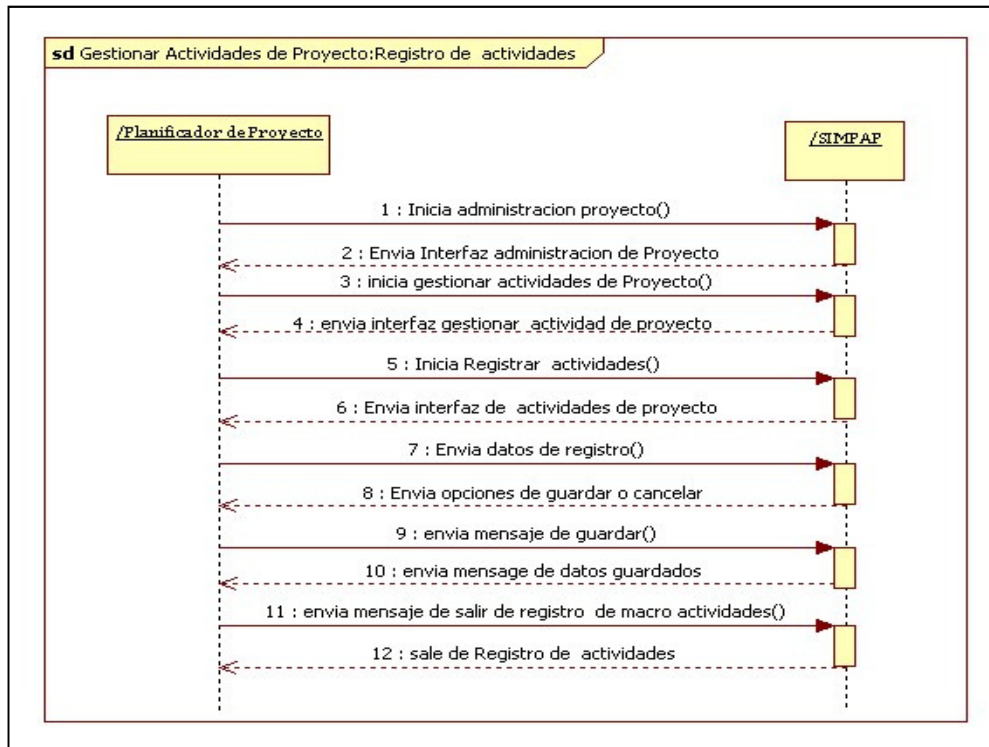 sd Gestionar Actividades de Proyecto:Registro de actividades
/Planificador de Proyecto
/SIMPAP
1 : Inicia administracion proyecto()
2 : Envia Interfaz administracion de Proyecto
3 : inicia gestionar actividades de Proyecto()
4 : envia interfaz gestionar actividad de proyecto
5 : Inicia Registrar actividades()
6 : Envia interfaz de actividades de proyecto
7 : Envia datos de registro()
8 : Envia opciones de guardar o cancelar
9 : envia mensaje de guardar()
10 : envia mensage de datos guardados
11 : envia mensaje de salir de registro de macro actividades()
12 : sale de Registro de actividades